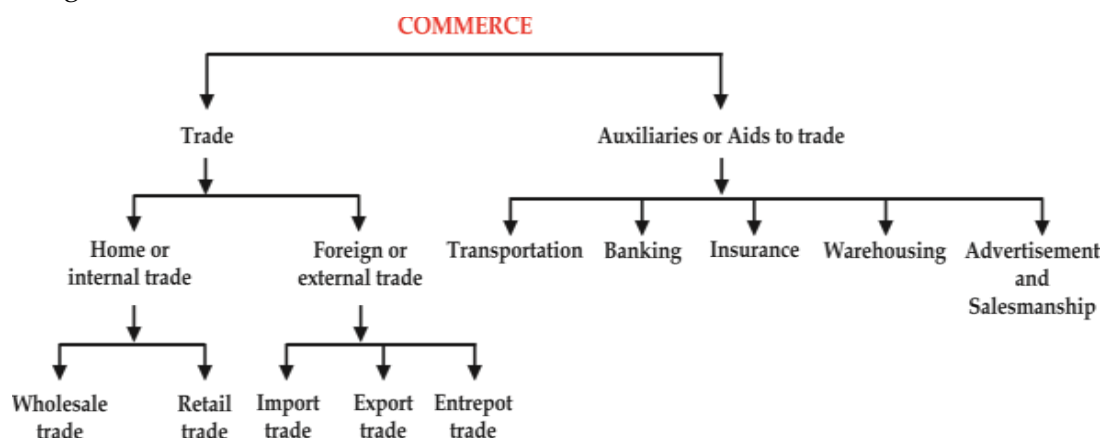 COMMERCE
Trade
Auxiliaries or Aids to trade
Home or
internal trade
Foreign or
external trade
Transportation
Banking
Insurance
Warehousing
Advertisement
and
Salesmanship
Wholesale
trade
Retail
trade
Import
trade
Export
trade
Entrepot
trade